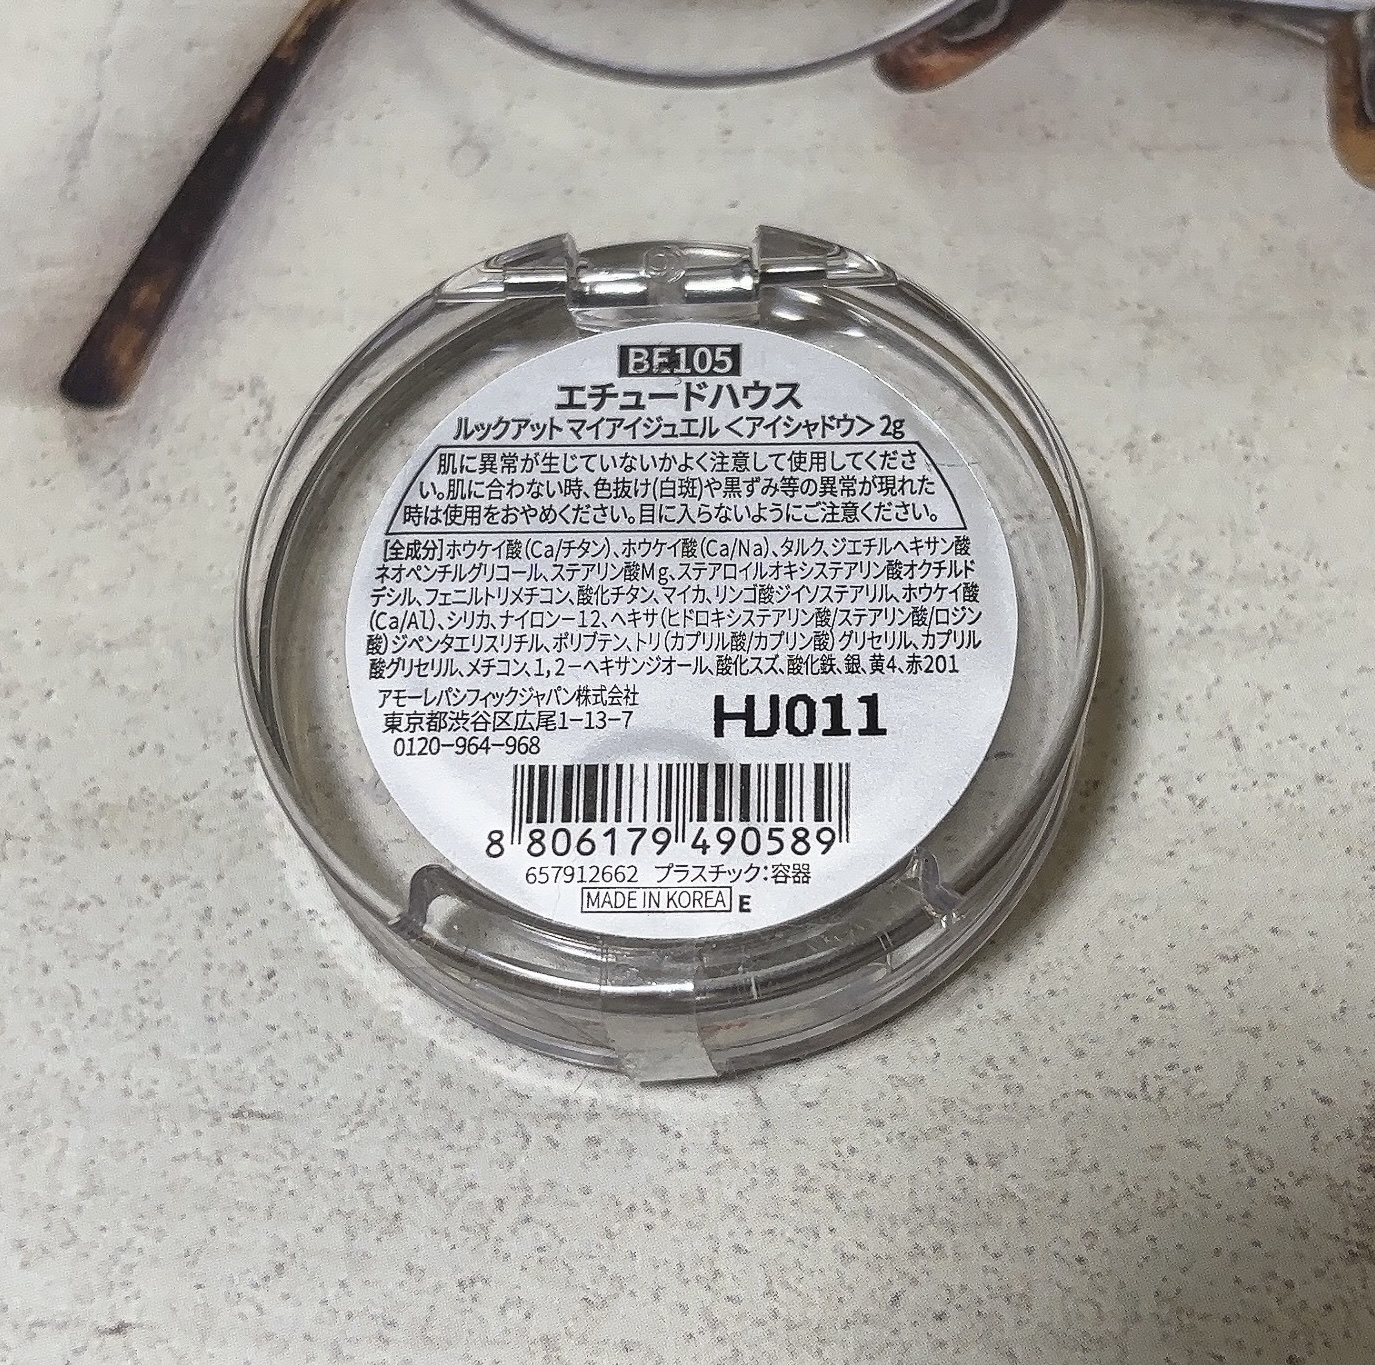 BE105
エチュードハウス
ルックアット マイアイジュエル <アイシャドウ> 2g
肌に異常が生じていないかよく注意して使用してくださ
い。肌に合わない時、色抜け(白斑)や黒ずみ等の異常が現れた
時は使用をおやめください。目に入らないようにご注意ください。
[全成分]ホウケイ酸(Ca/チタン)、ホウケイ酸(Ca/Na)、タルク、ジエチルヘキサン酸
ネオペンチルグリコール、ステアリン酸Mg、ステアロイルオキシステアリン酸オクチルド
デシル、フェニルトリメチコン、酸化チタン、マイカ、リンゴ酸ジイソステアリル、ホウケイ酸
(Ca/Al)、シリカ、ナイロン-12、ヘキサ(ヒドロキシステアリン酸/ステアリン酸/ロジン
酸)ジペンタエリスリチル、ポリブテン、トリ(カプリル酸/カプリン酸)グリセリル、カプリル
酸グリセリル、メチコン、1,2-ヘキサンジオール、酸化スズ、酸化鉄、銀、黄4、赤201
アモーレパシフィックジャパン株式会社
東京都渋谷区広尾1-13-7
0120-964-968
HJ011
8 806179 490589
657912662 プラスチック:容器
MADE IN KOREA E